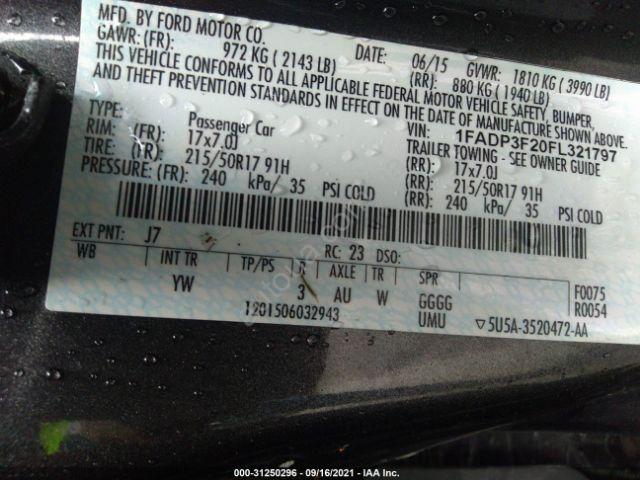 MFD. BY FORD MOTOR CO.
DATE: 06/15 GVWR: 1810 KG ( 3990 LB)
GAWR: (FR): 972 KG ( 2143 LB) (RR): 880 KG ( 1940 LB)
THIS VEHICLE CONFORMS TO ALL APPLICABLE FEDERAL MOTOR VEHICLE SAFETY, BUMPER,
AND THEFT PREVENTION STANDARDS IN EFFECT ON THE DATE OF MANUFACTURE SHOWN ABOVE.
VIN: 1FADP3F20FL321797
TYPE: Passenger Car TRAILER TOWING - SEE OWNER GUIDE
RIM: (FR): 17x7.0J (RR): 17x7.0J
TIRE: (FR): 215/50R17 91H (RR): 215/50R17 91H
PRESSURE: (FR): 240 kPa/ 35 PSI COLD (RR): 240 kPa/ 35 PSI COLD
EXT PNT: J7 RC: 23 DSO:
WB INT TR TP/PS R AXLE TR SPR
YW 3 AU W GGGG F0075
UMU R0054
1201506032943 ▽5U5A-3520472-AA
autoya.com
000-31250296 - 09/16/2021 - IAA Inc.